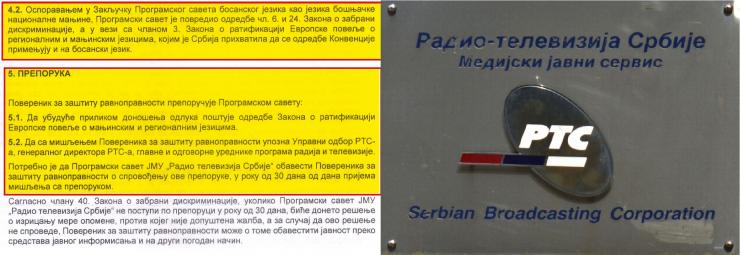 4.2. Оспоравањем у Закључку Програмског савета босанског језика као језика бошњачке
националне мањине, Програмски савет је повредио одредбе чл. 6. и 24. Закона о забрани
дискриминације, а у вези са чланом 3. Закона о ратификацији Европске повеље о
регионалним и мањинским језицима, којим је Србија прихватила да се одредбе Конвенције
примењују и на босански језик.
5. ПРЕПОРУКА
Повереник за заштиту равноправности препоручује Програмском савету:
5.1. Да убудуће приликом доношења одлука поштује одредбе Закона о ратификацији
Европске повеље о мањинским и регионалним језицима.
5.2. Да са мишљењем Повереника за заштиту равноправности упозна Управни одбор РТС-
а, генералног директора РТС-а, главне и одговорне уреднике програма радија и телевизије.
Потребно је да Програмски савет ЈМУ „Радио телевизија Србије“ обавести Повереника за
заштиту равноправности о спровођењу ове препоруке, у року од 30 дана од дана пријема
мишљења са препоруком.
Сагласно члану 40. Закона о забрани дискриминације, уколико Програмски савет ЈМУ
„Радио телевизија Србије“ не поступи по препоруци у року од 30 дана, биће донето решење
о изрицању мере опомене, против којег није допуштена жалба, а за случај да ово решење
не спроведе, Повереник за заштиту равноправности може о томе обавестити јавност преко
средстава јавног информисања и на други погодан начин.
Радио-телевизија Србије
Медијски јавни сервис
РТС
Serbian Broadcasting Corporation